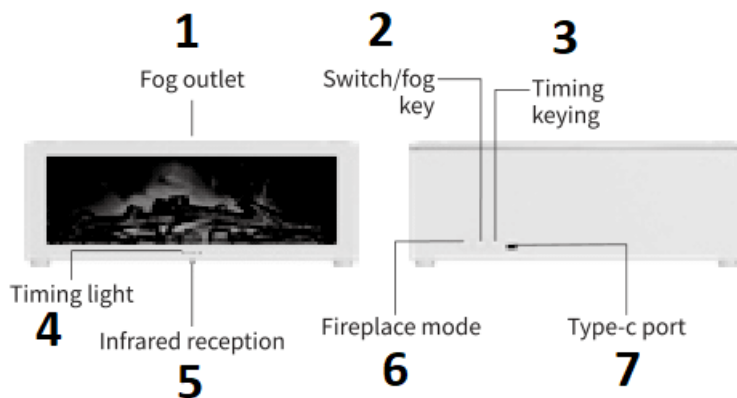 1
2
3
Fog outlet
Switch/fog
key
Timing
keying
Timing light
4
Infrared reception
5
Fireplace mode
6
Type-c port
7